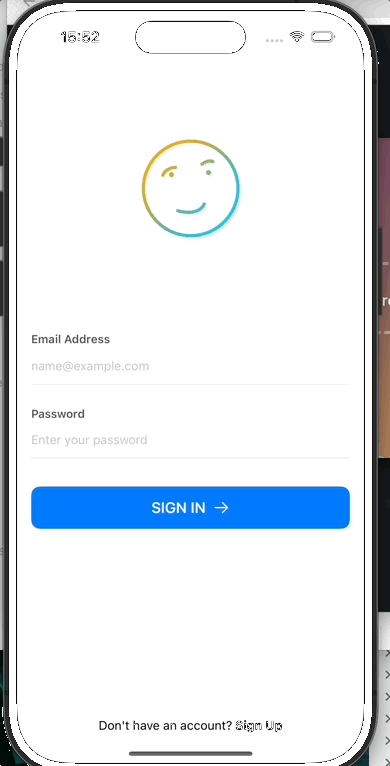 15:52
Email Address
name@example.com
Password
Enter your password
SIGN IN →
Don't have an account? Sign Up